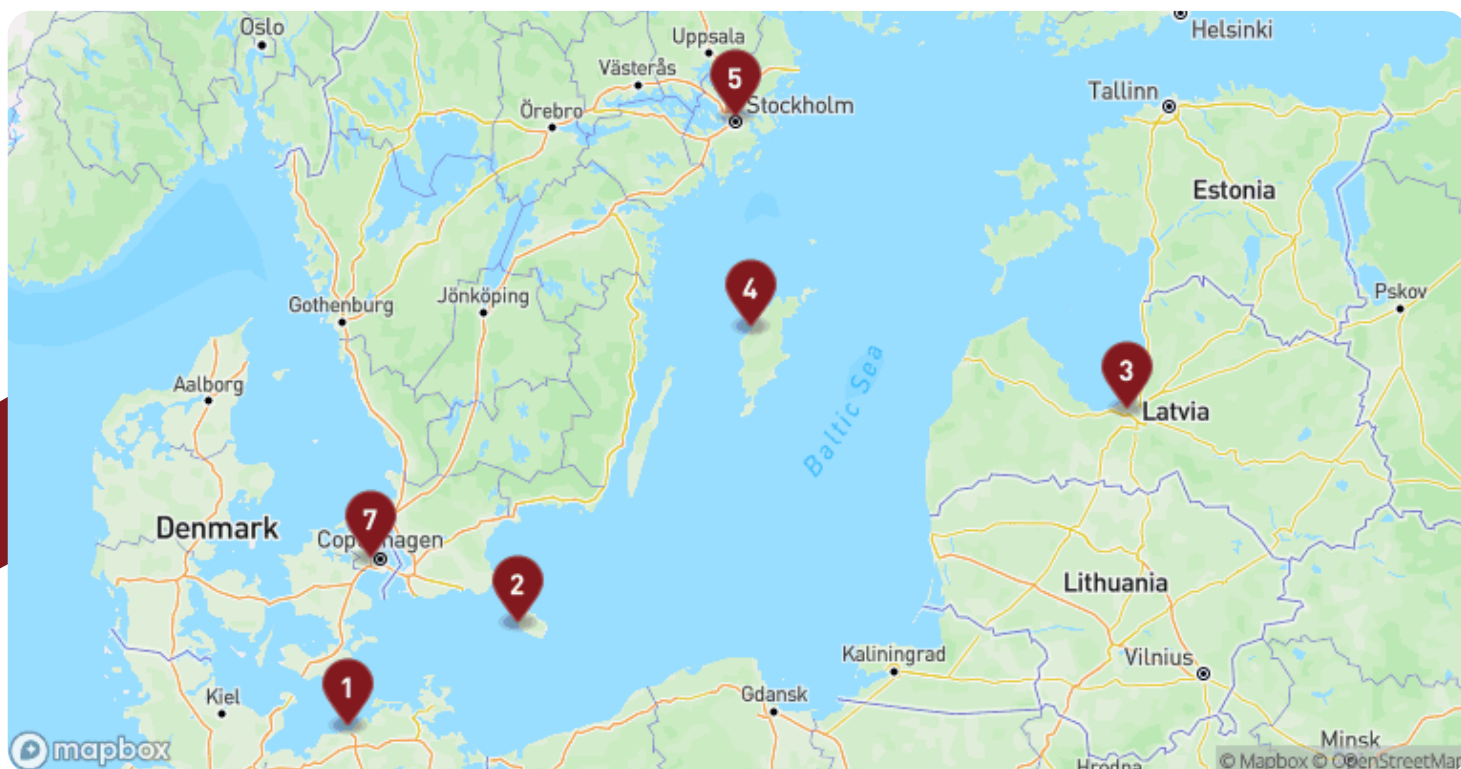 Oslo
Helsinki
Uppsala
Västerås
5
Tallinn
Stockholm
Örebro
Estonia
4
Pskov
Jönköping
Gothenburg
Baltic Sea
3
Aalborg
Latvia
7
Denmark
Copenhagen
2
Lithuania
Kaliningrad
Vilnius
1
Kiel
Gdansk
Minsk
mapbox
© Mapbox © OpenStreetMap
Hrodna